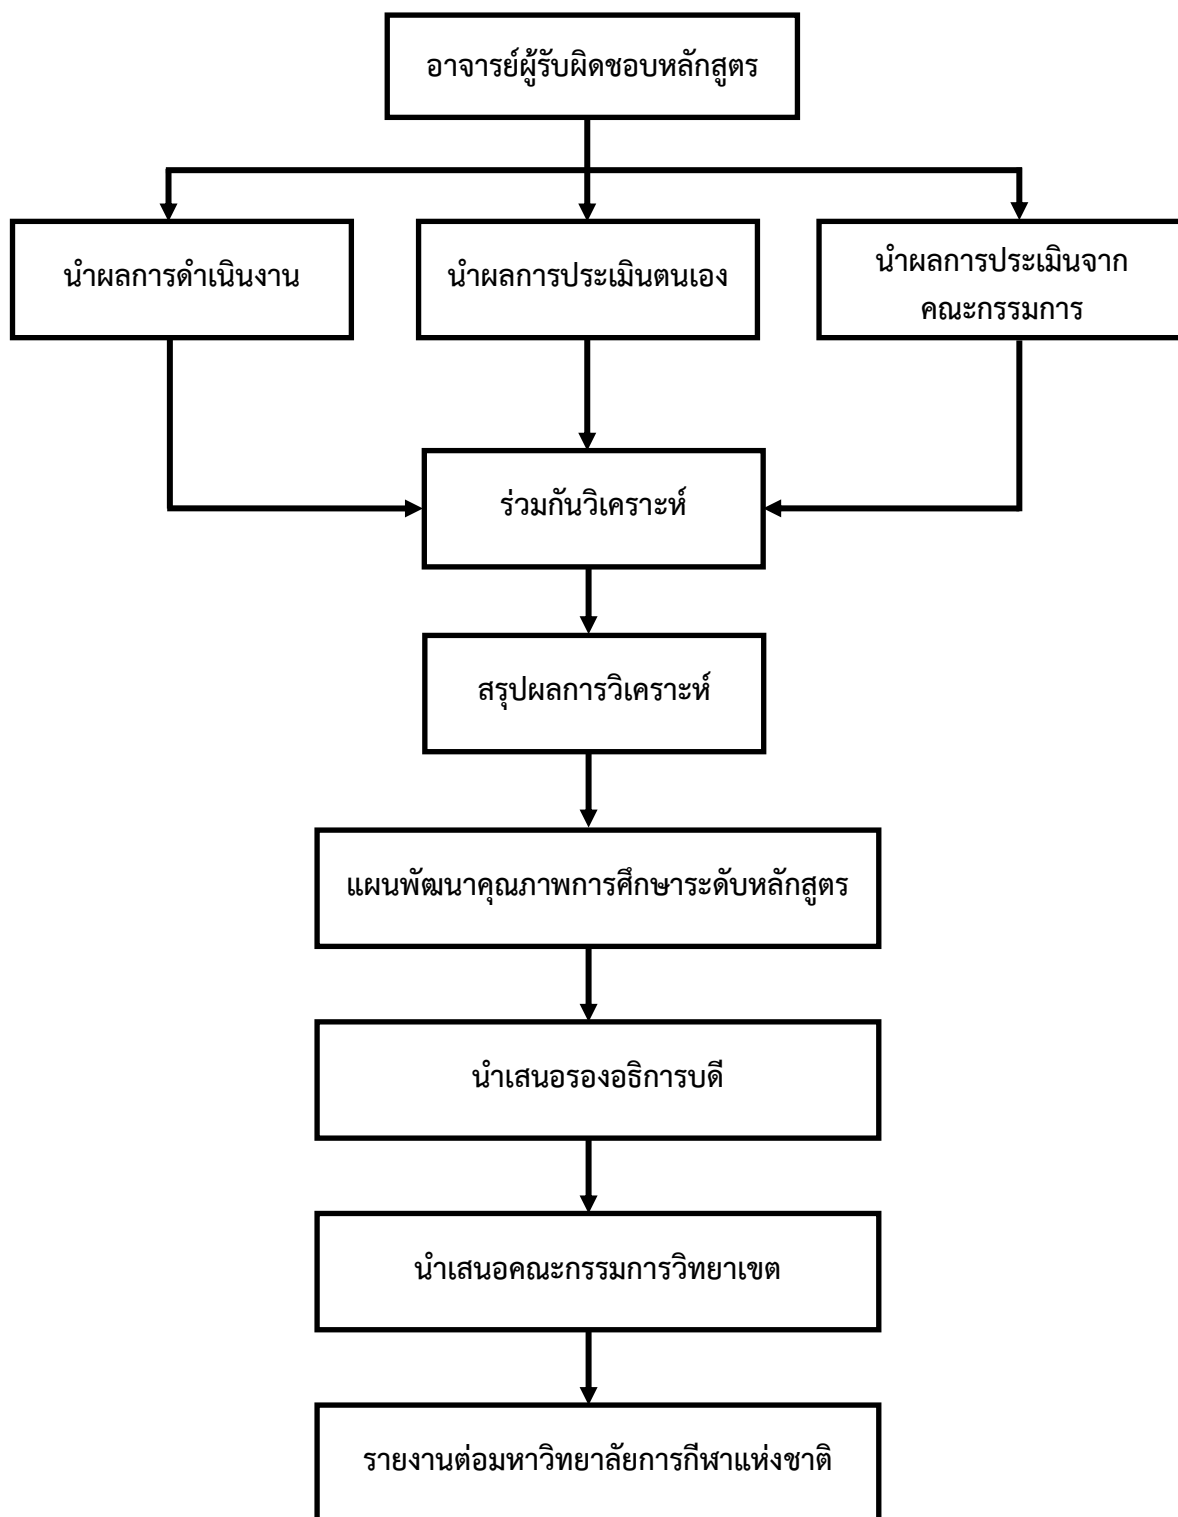 อาจารย์ผู้รับผิดชอบหลักสูตร
นำผลการดำเนินงาน
นำผลการประเมินตนเอง
นำผลการประเมินจาก
คณะกรรมการ
ร่วมกันวิเคราะห์
สรุปผลการวิเคราะห์
แผนพัฒนาคุณภาพการศึกษาระดับหลักสูตร
นำเสนอรองอธิการบดี
นำเสนอคณะกรรมการวิทยาเขต
รายงานต่อมหาวิทยาลัยการกีฬาแห่งชาติ